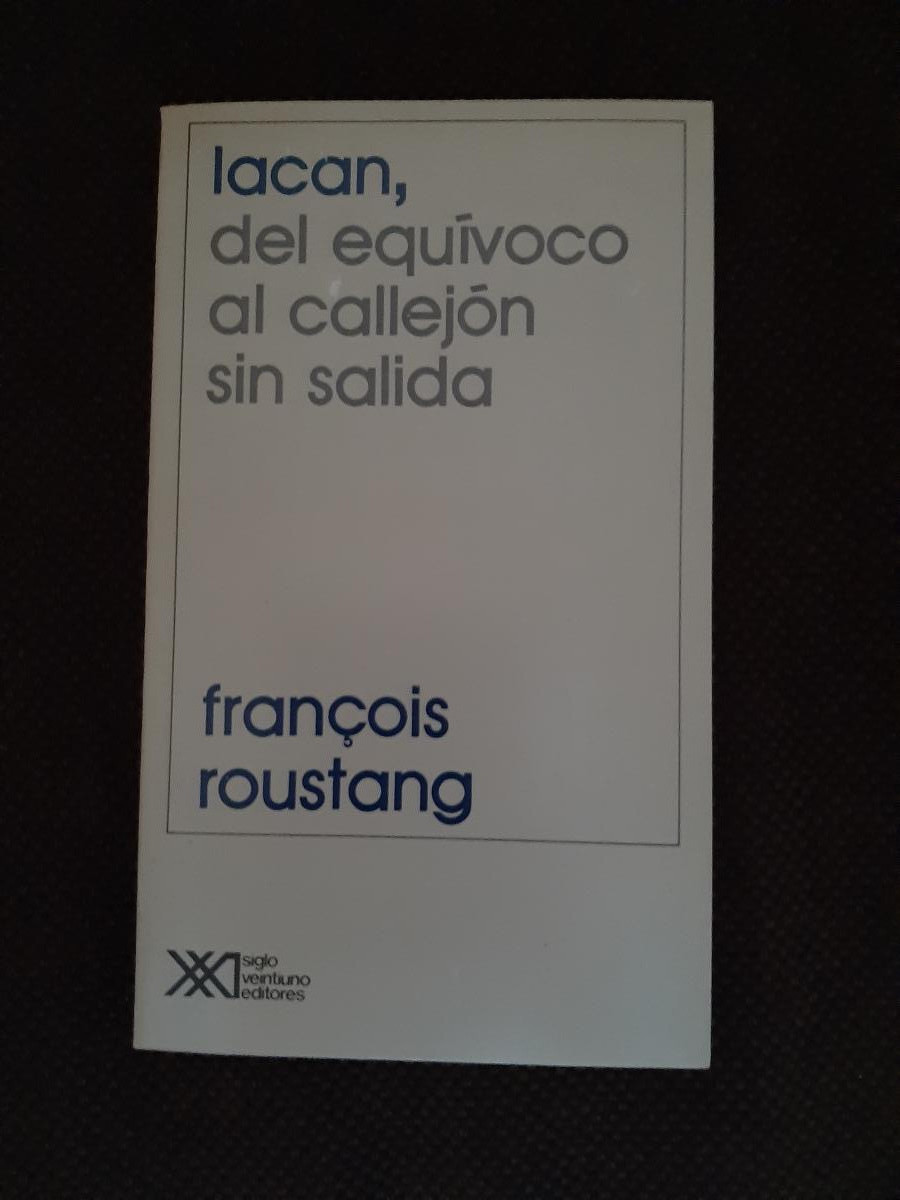 lacan,
del equívoco
al callejón
sin salida
françois
roustang
siglo
veintiuno
editores